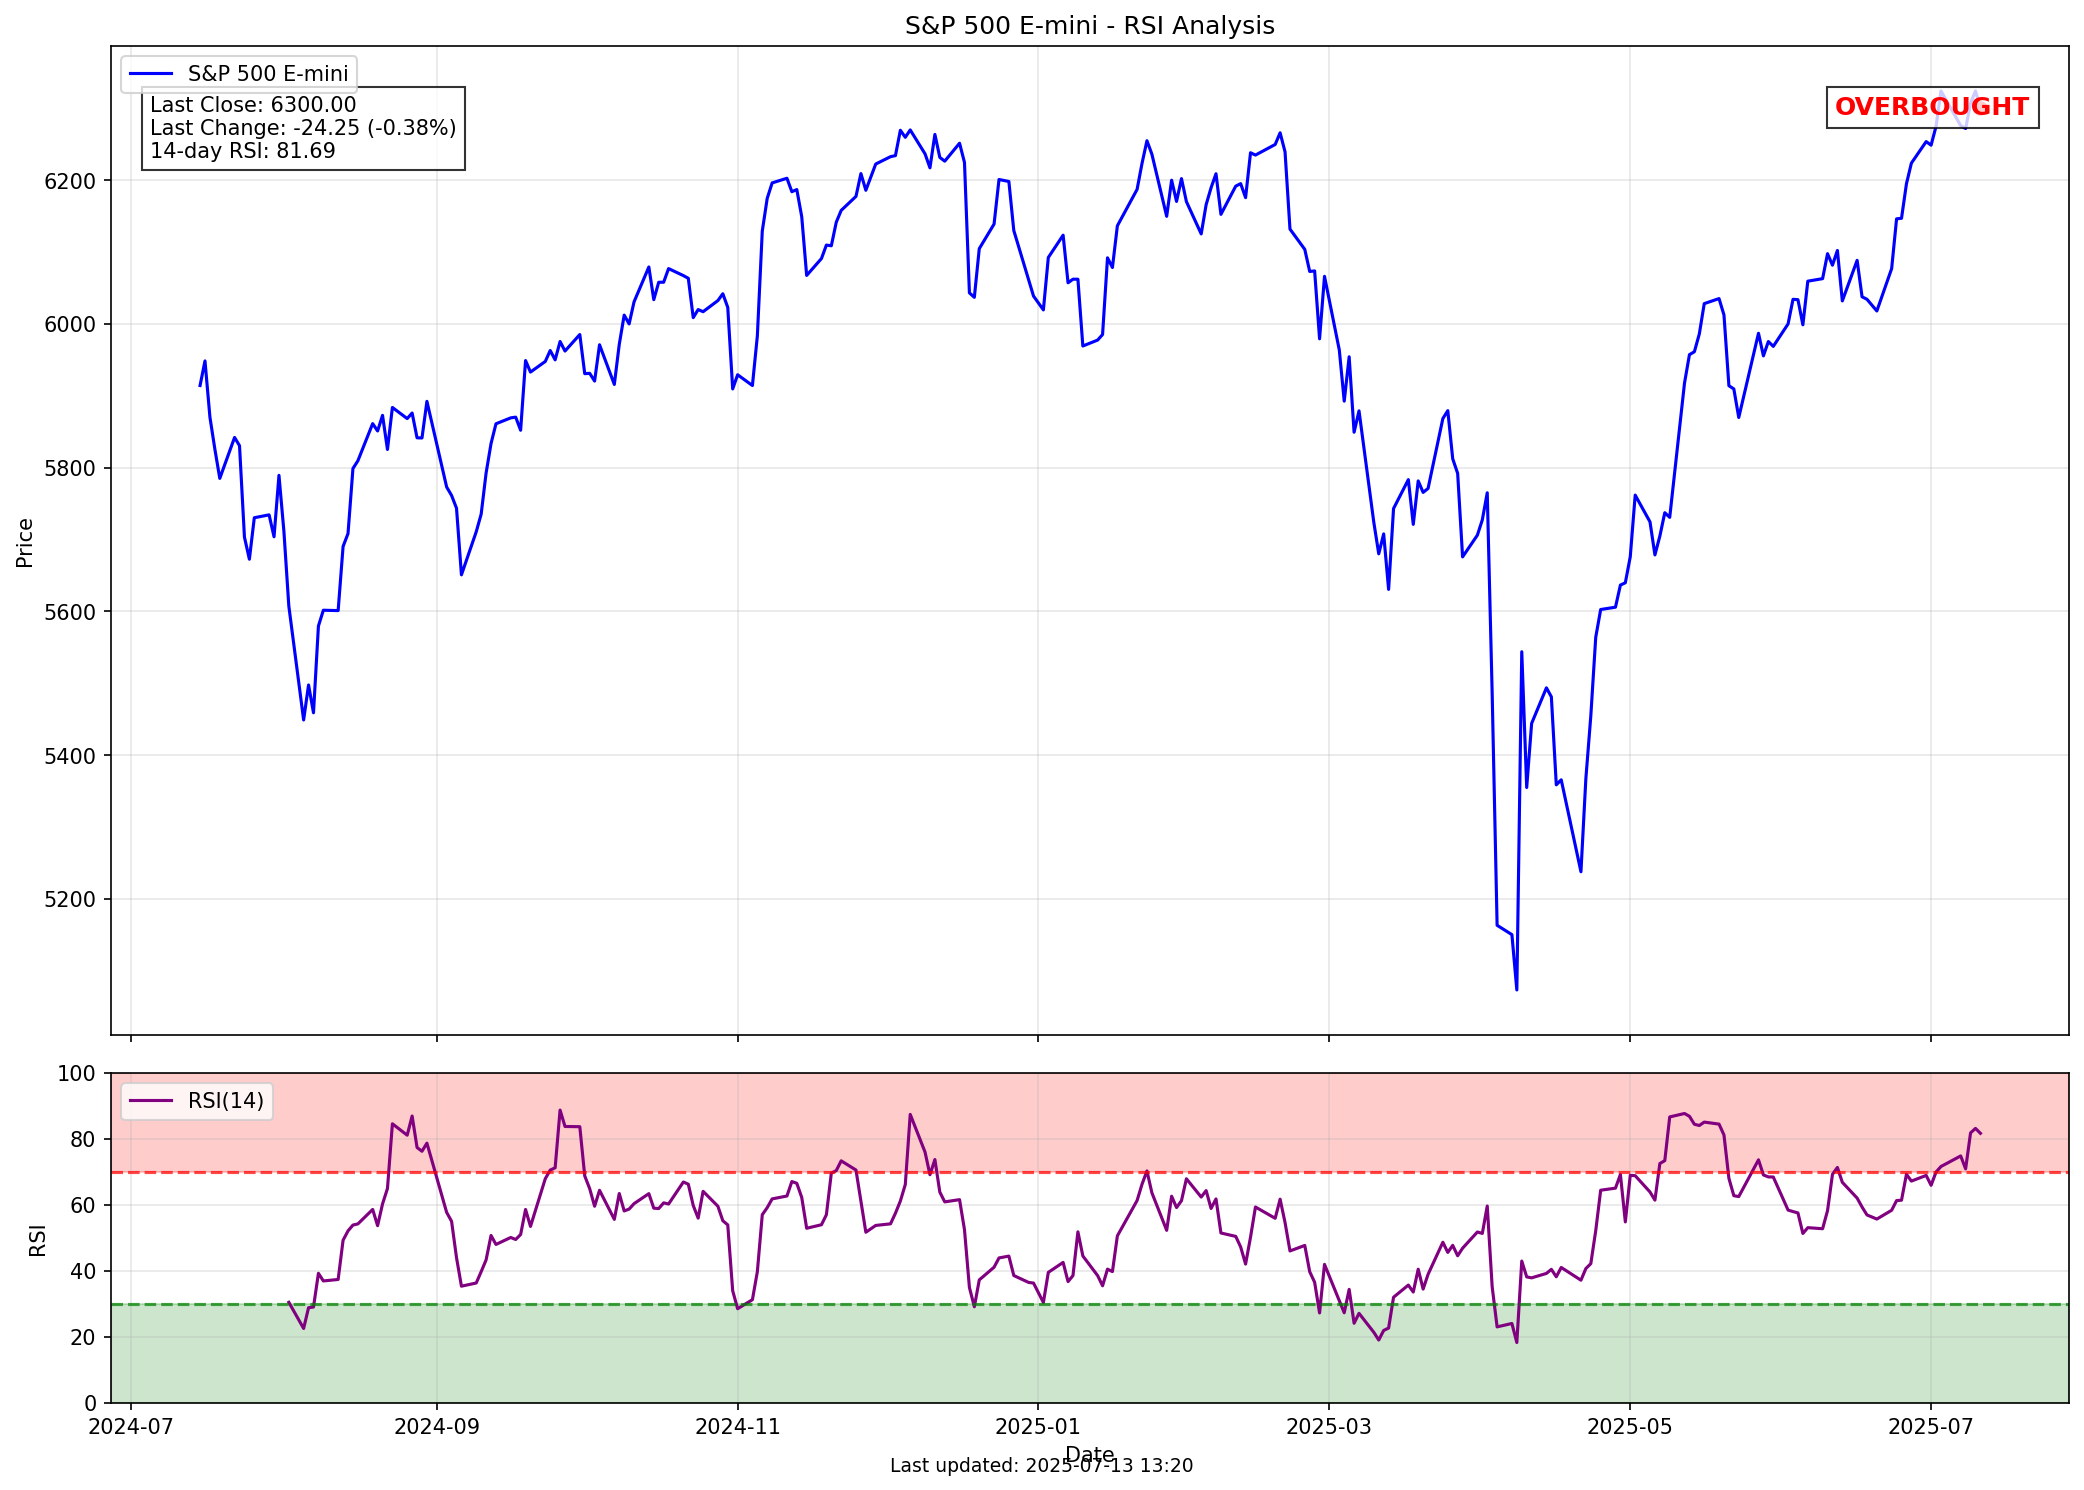 S&P 500 E-mini - RSI Analysis
S&P 500 E-mini
Last Close: 6300.00
Last Change: -24.25 (-0.38%)
14-day RSI: 81.69
OVERBOUGHT
Price
6200
6000
5800
5600
5400
5200
RSI(14)
RSI
100
80
60
40
20
0
2024-07
2024-09
2024-11
2025-01
2025-03
2025-05
2025-07
Date
Last updated: 2025-07-13 13:20